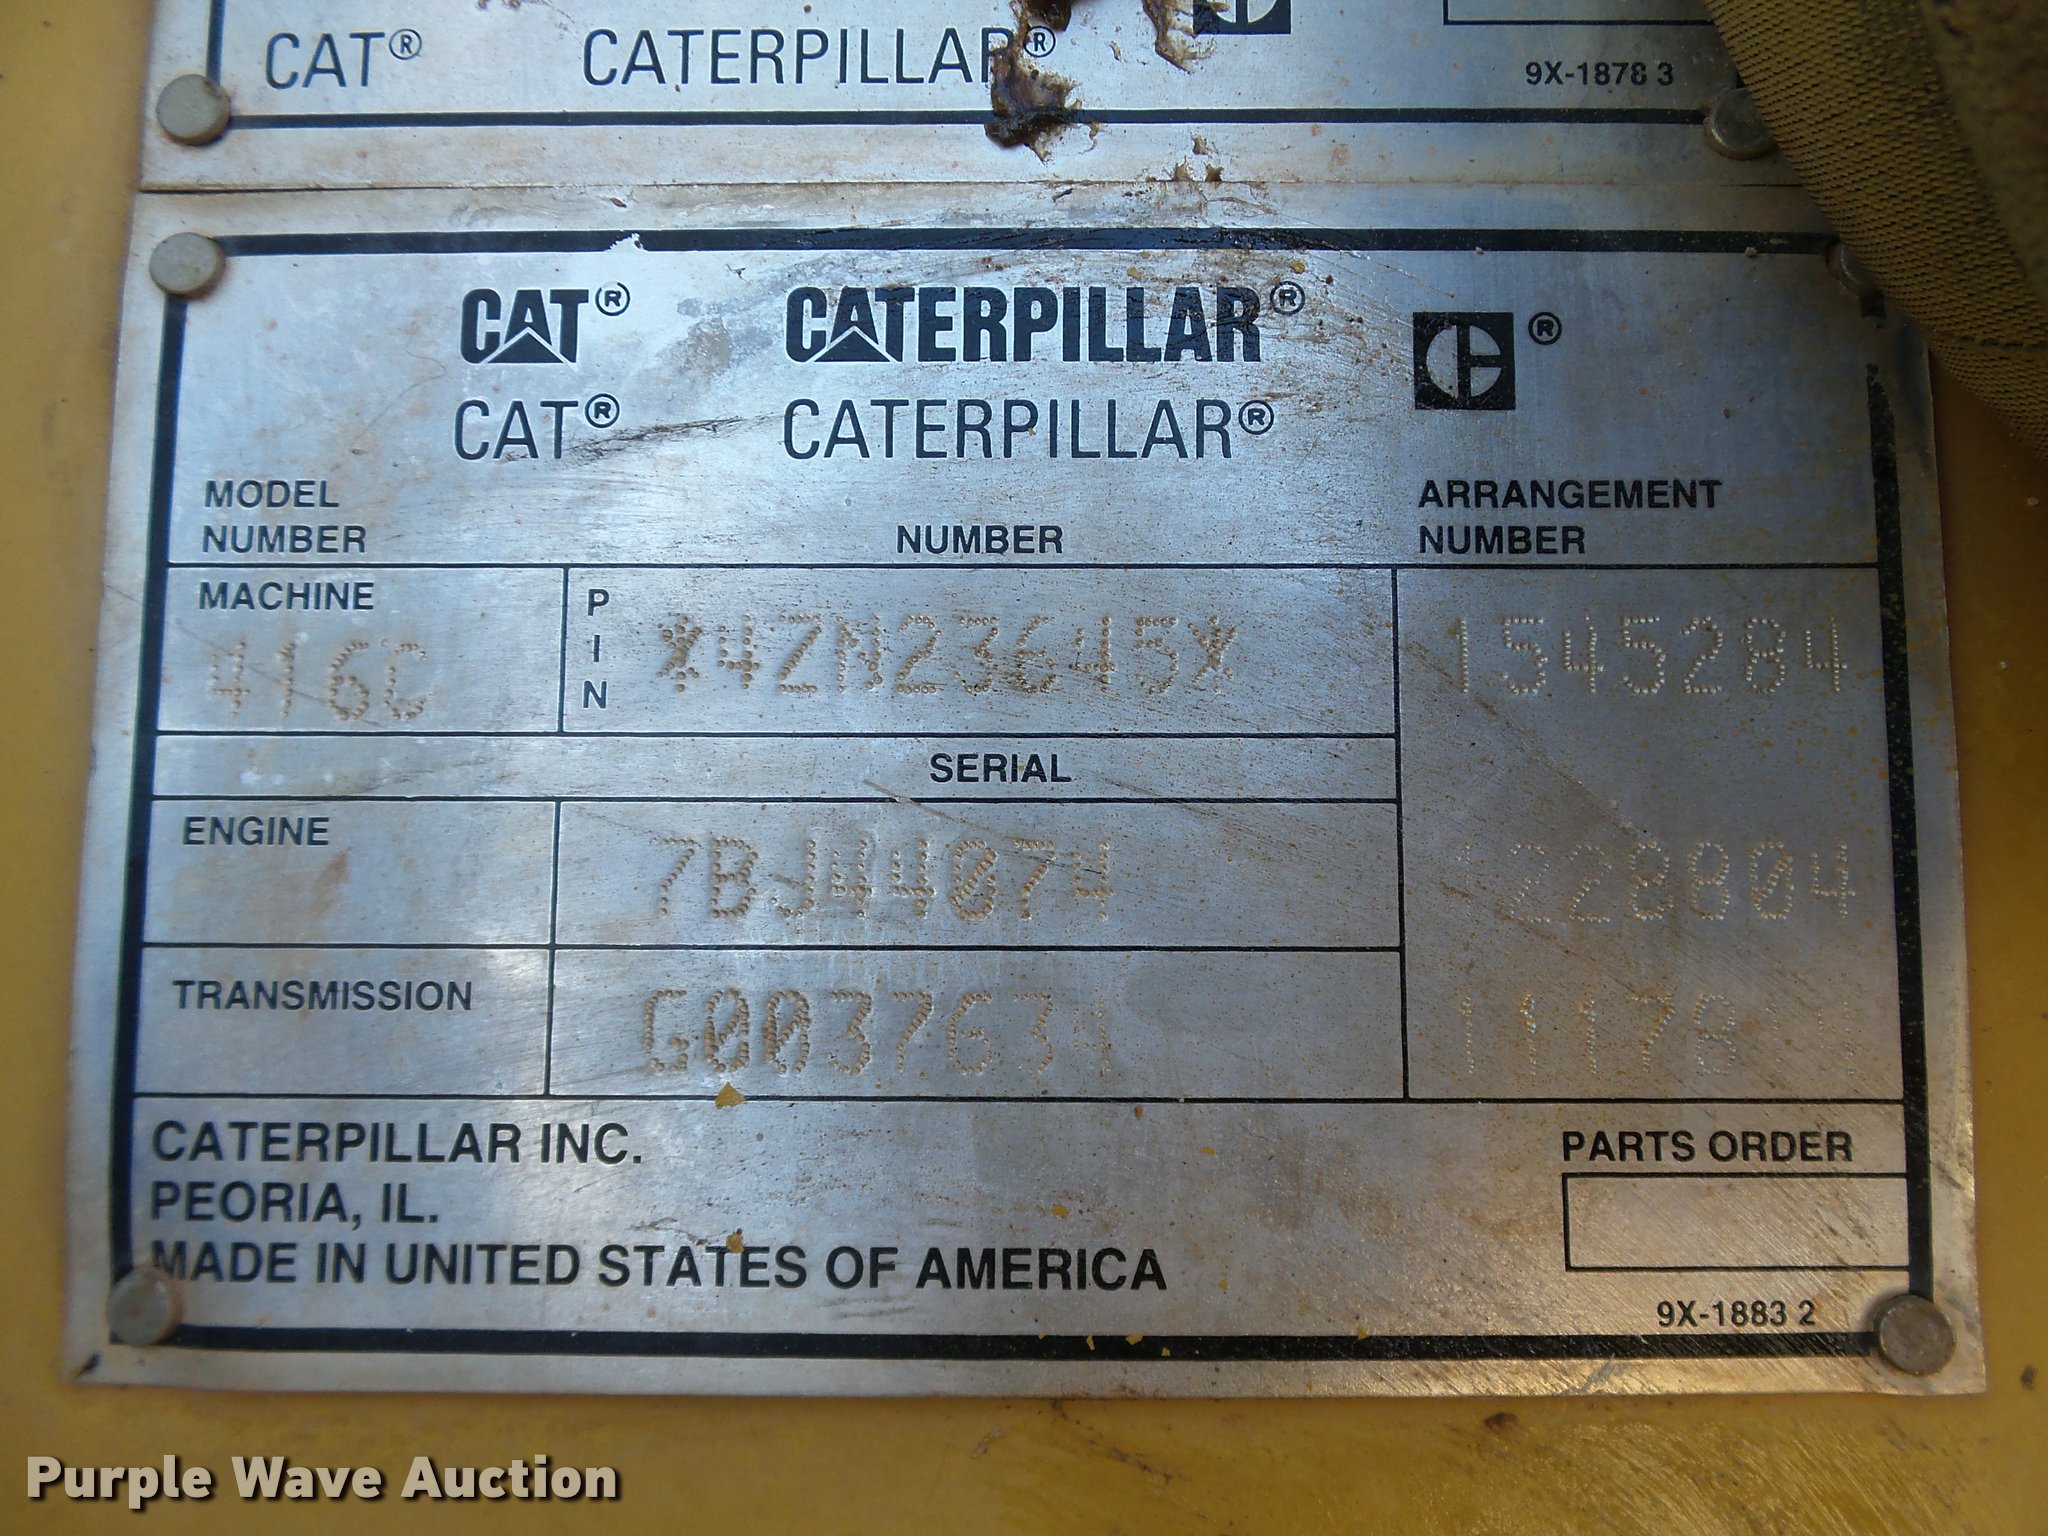 CAT® CATERPILLAR®
9X-1878 3
CAT® CATERPILLAR® ®
CAT® CATERPILLAR®
MODEL NUMBER
NUMBER
ARRANGEMENT NUMBER
MACHINE
416C
PIN
*4ZN23645*
1545284
SERIAL
ENGINE
7BJ44074
1228804
TRANSMISSION
G0037634
CATERPILLAR INC.
PEORIA, IL.
MADE IN UNITED STATES OF AMERICA
PARTS ORDER
9X-1883 2
Purple Wave Auction